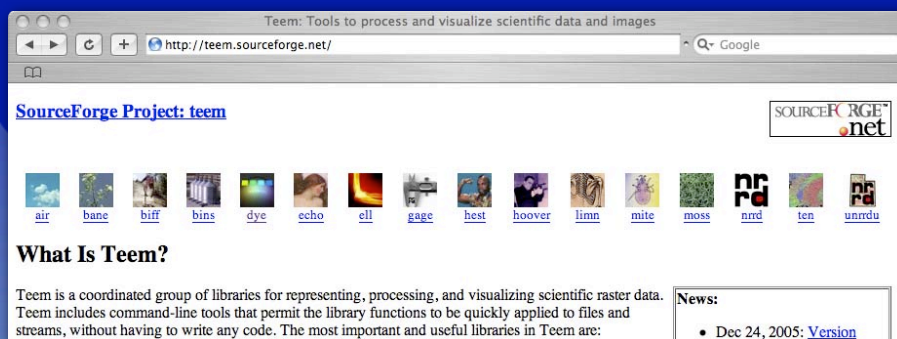 Teem: Tools to process and visualize scientific data and images
http://teem.sourceforge.net/
Google
SourceForge Project: teem
SOURCEFORGE™
.net
air bane biff bins dye echo ell gage hest hoover limn mite moss nrrd ten unrrdu
What Is Teem?
Teem is a coordinated group of libraries for representing, processing, and visualizing scientific raster data.
Teem includes command-line tools that permit the library functions to be quickly applied to files and
streams, without having to write any code. The most important and useful libraries in Teem are:
News:
• Dec 24, 2005: Version